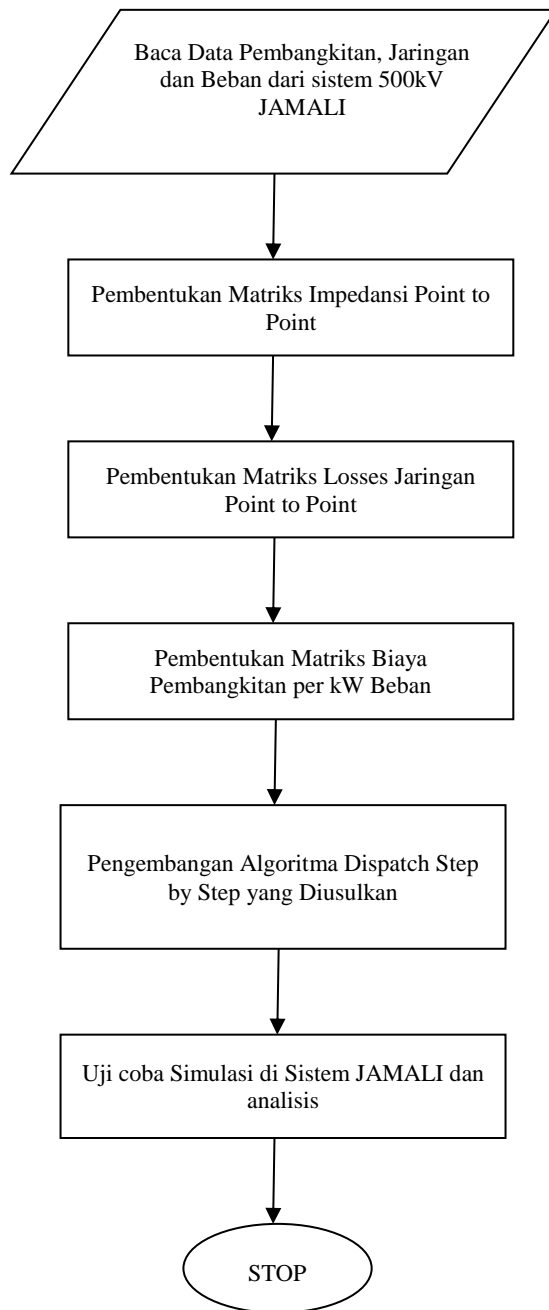 Baca Data Pembangkitan, Jaringan
dan Beban dari sistem 500kV
JAMALI
Pembentukan Matriks Impedansi Point to
Point
Pembentukan Matriks Losses Jaringan
Point to Point
Pembentukan Matriks Biaya
Pembangkitan per kW Beban
Pengembangan Algoritma Dispatch Step
by Step yang Diusulkan
Uji coba Simulasi di Sistem JAMALI dan
analisis
STOP